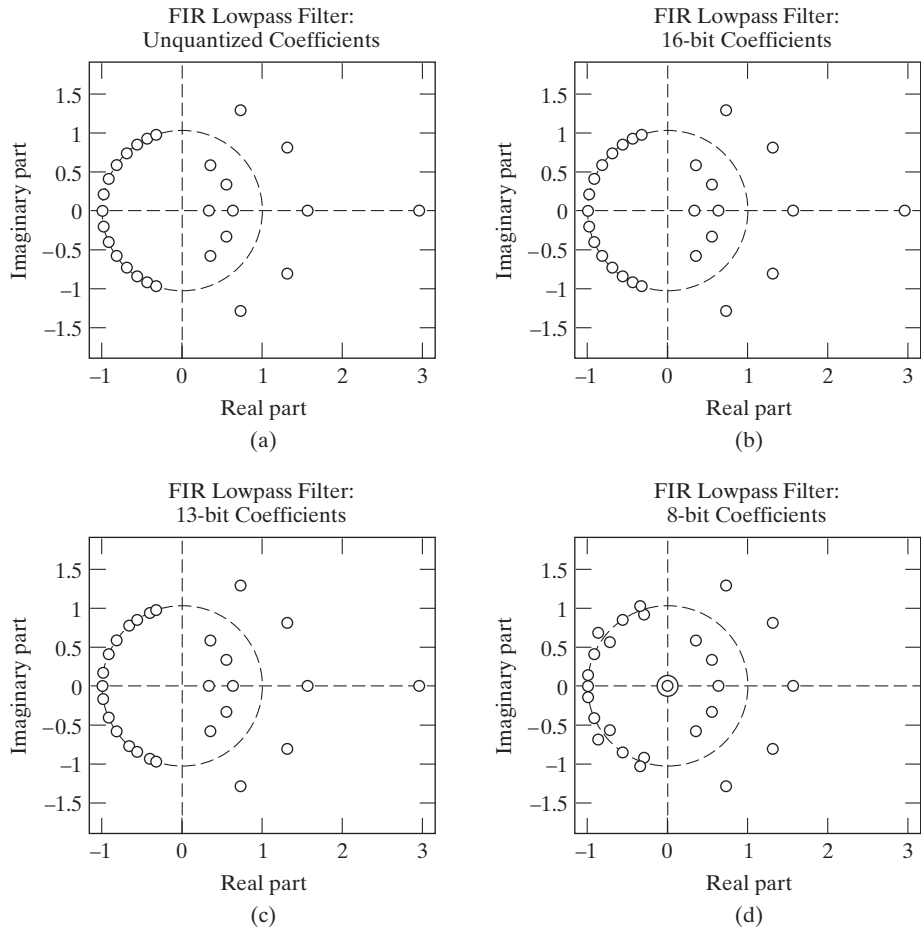 FIR Lowpass Filter:
Unquantized Coefficients
Imaginary part
1.5
1
0.5
0
–0.5
–1
–1.5
–1 0 1 2 3
Real part
(a)
FIR Lowpass Filter:
16-bit Coefficients
Imaginary part
1.5
1
0.5
0
–0.5
–1
–1.5
–1 0 1 2 3
Real part
(b)
FIR Lowpass Filter:
13-bit Coefficients
Imaginary part
1.5
1
0.5
0
–0.5
–1
–1.5
–1 0 1 2 3
Real part
(c)
FIR Lowpass Filter:
8-bit Coefficients
Imaginary part
1.5
1
0.5
0
–0.5
–1
–1.5
–1 0 1 2 3
Real part
(d)